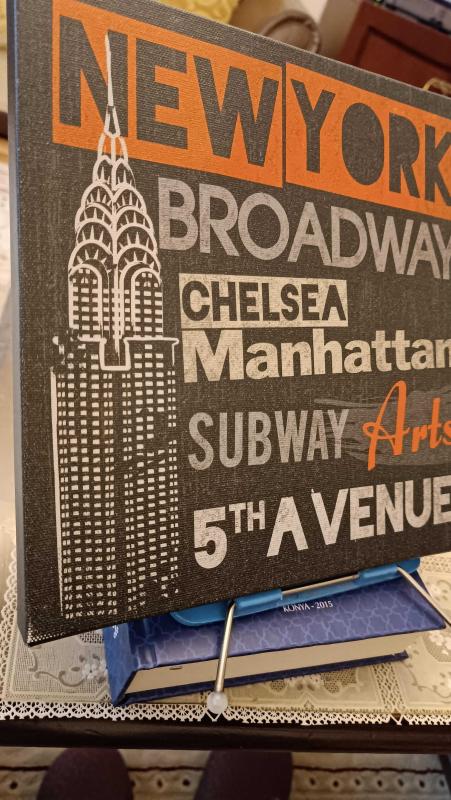 NEW YORK
BROADWAY
CHELSEA
Manhattan
SUBWAY Arts
5TH AVENUE
KONYA - 2015